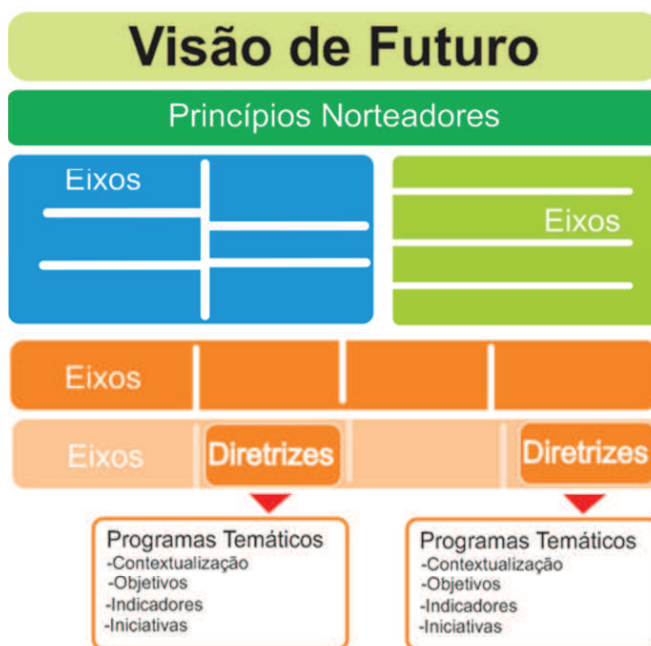 Visão de Futuro
Princípios Norteadores
Eixos
Eixos
Eixos
Eixos
Diretrizes
Diretrizes
Programas Temáticos
-Contextualização
-Objetivos
-Indicadores
-Iniciativas
Programas Temáticos
-Contextualização
-Objetivos
-Indicadores
-Iniciativas